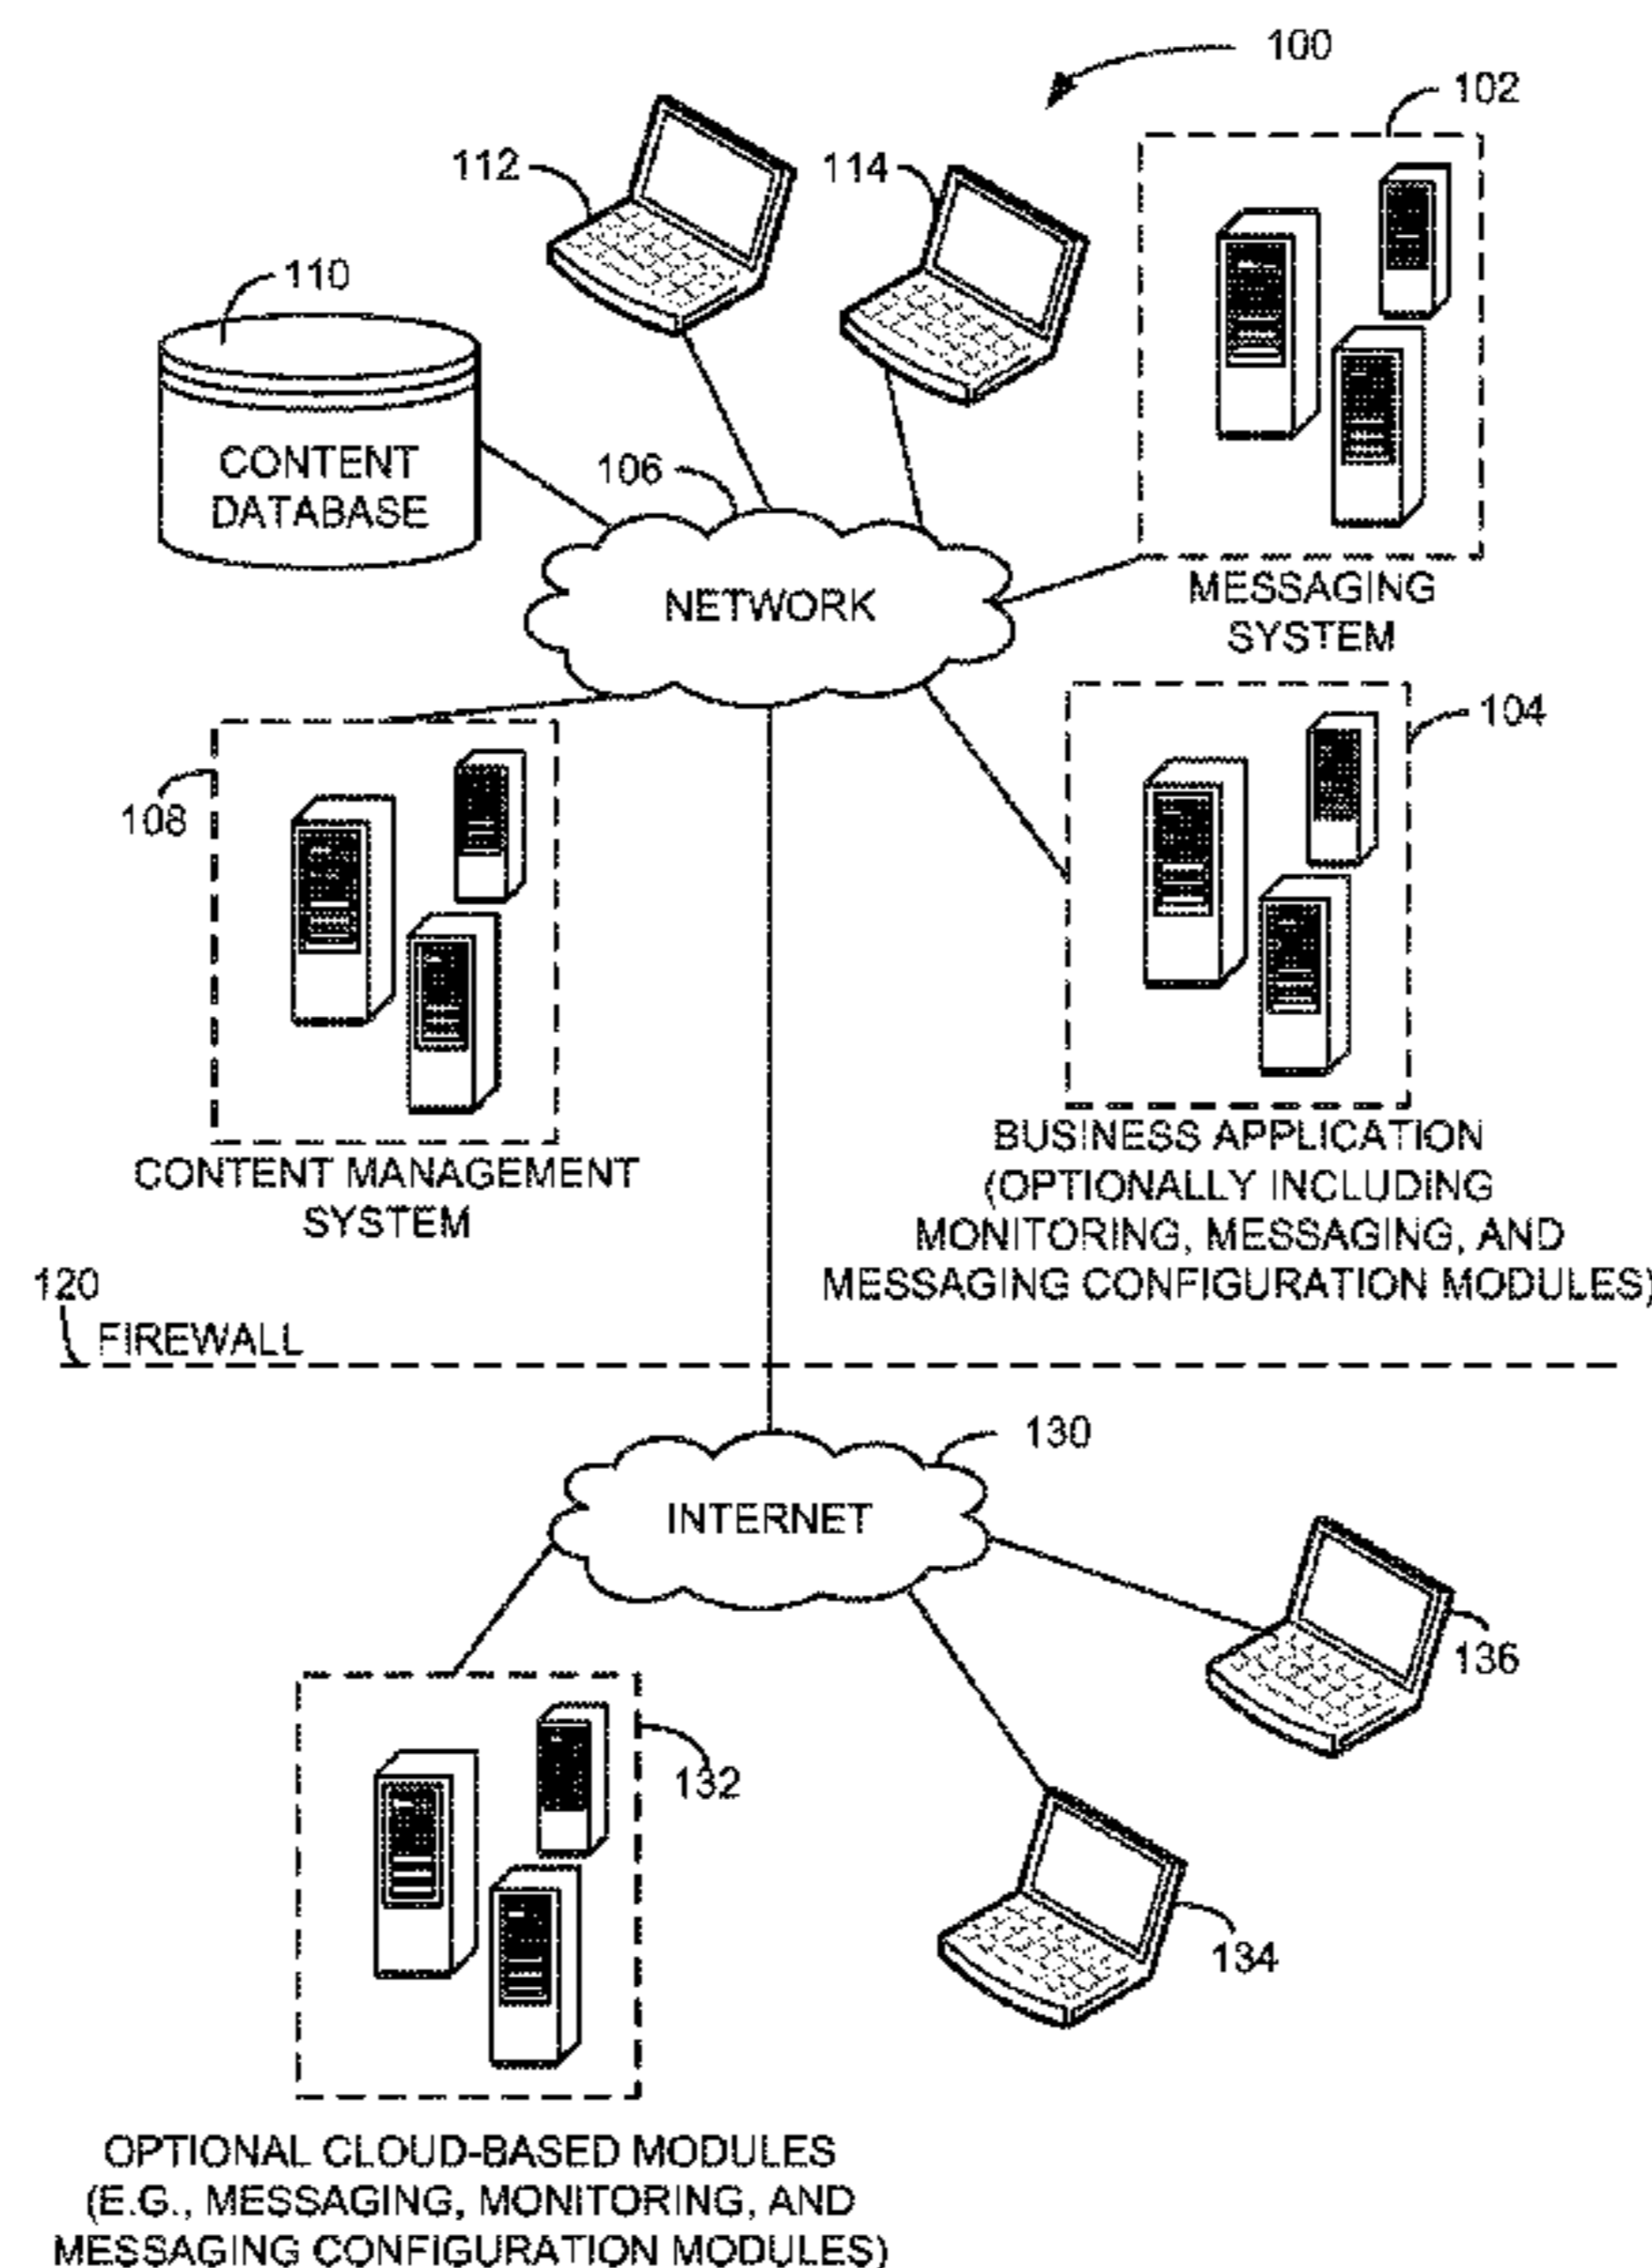 100
102
112
114
110
CONTENT
DATABASE
106
NETWORK
MESSAGING
SYSTEM
104
108
BUSINESS APPLICATION
(OPTIONALLY INCLUDING
MONITORING, MESSAGING, AND
MESSAGING CONFIGURATION MODULES)
CONTENT MANAGEMENT
SYSTEM
120
FIREWALL
130
INTERNET
136
132
134
OPTIONAL CLOUD-BASED MODULES
(E.G., MESSAGING, MONITORING, AND
MESSAGING CONFIGURATION MODULES)